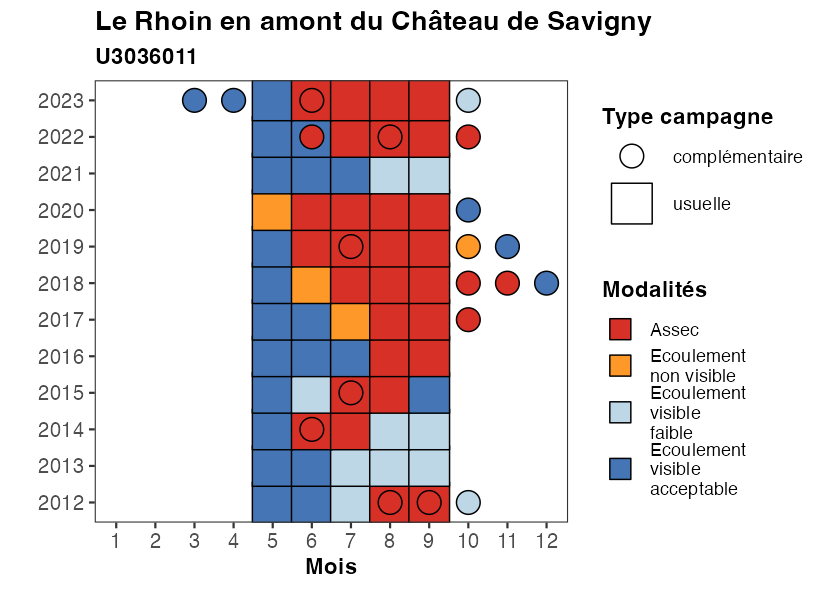 Le Rhoin en amont du Château de Savigny
U3036011
2023
2022
2021
2020
2019
2018
2017
2016
2015
2014
2013
2012
1 2 3 4 5 6 7 8 9 10 11 12
Mois
Type campagne
complémentaire
usuelle
Modalités
Assec
Ecoulement
non visible
Ecoulement
visible
faible
Ecoulement
visible
acceptable